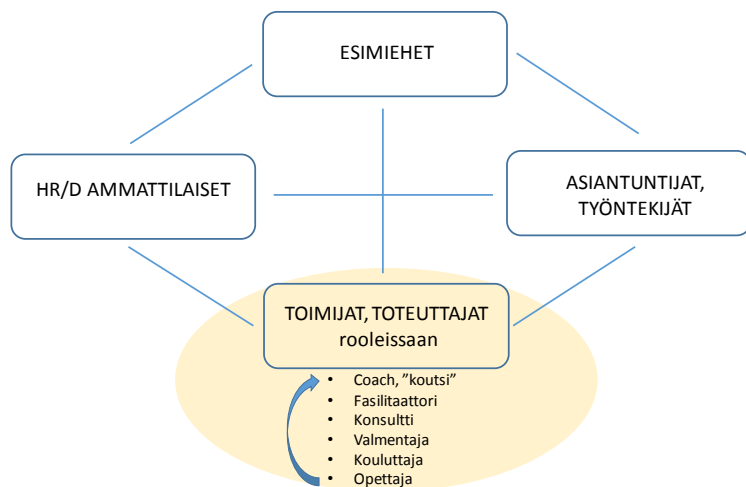 ESIMIEHET
HR/D AMMATTILAISET
ASIANTUNTIJAT,
TYÖNTEKIJÄT
TOIMIJAT, TOTEUTTAJAT
rooleissaan
• Coach, ”koutsi”
• Fasilitaattori
• Konsultti
• Valmentaja
• Kouluttaja
• Opettaja